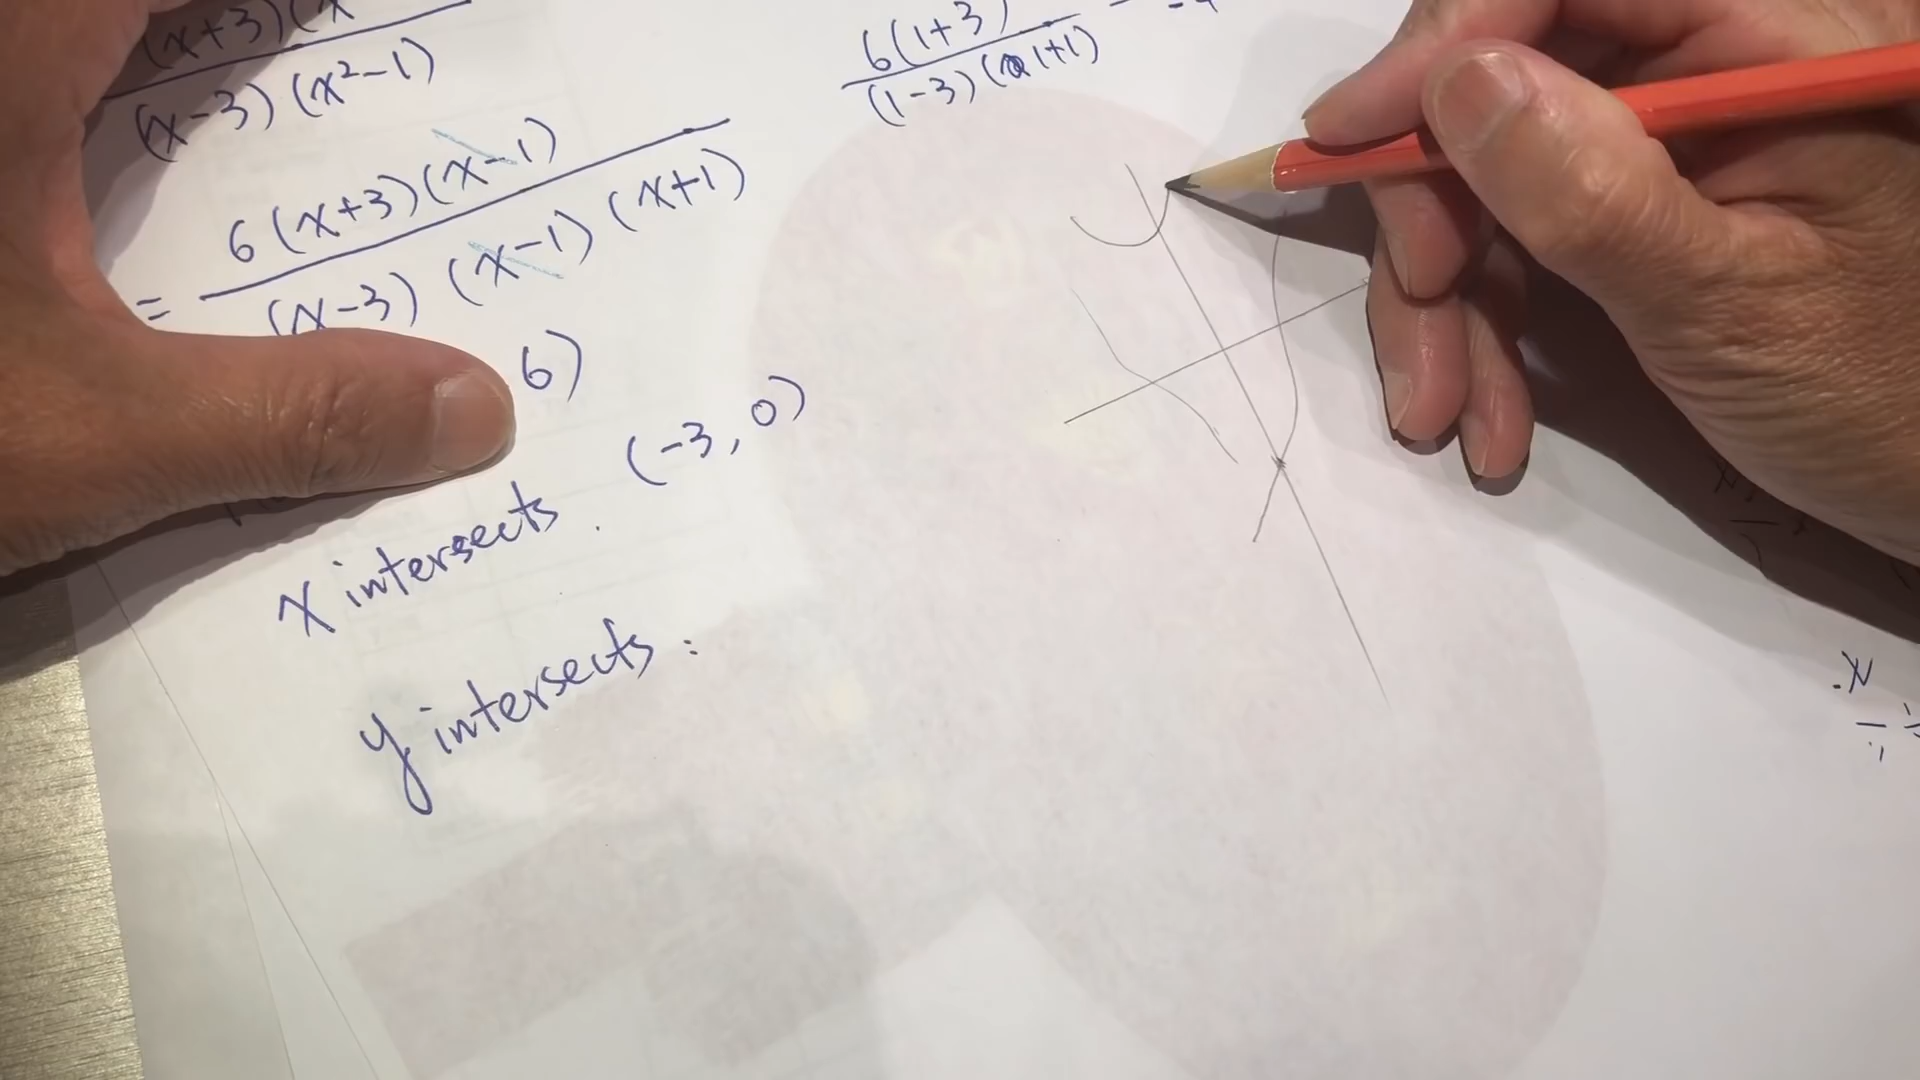 (x+3)(x
(x-3)(x²-1)
= 6(x+3)(x-1)
(x-3)(x-1)(x+1)
6(1+3)
(1-3)(1+1)
6)
x intersects. (-3, 0)
y intersects: